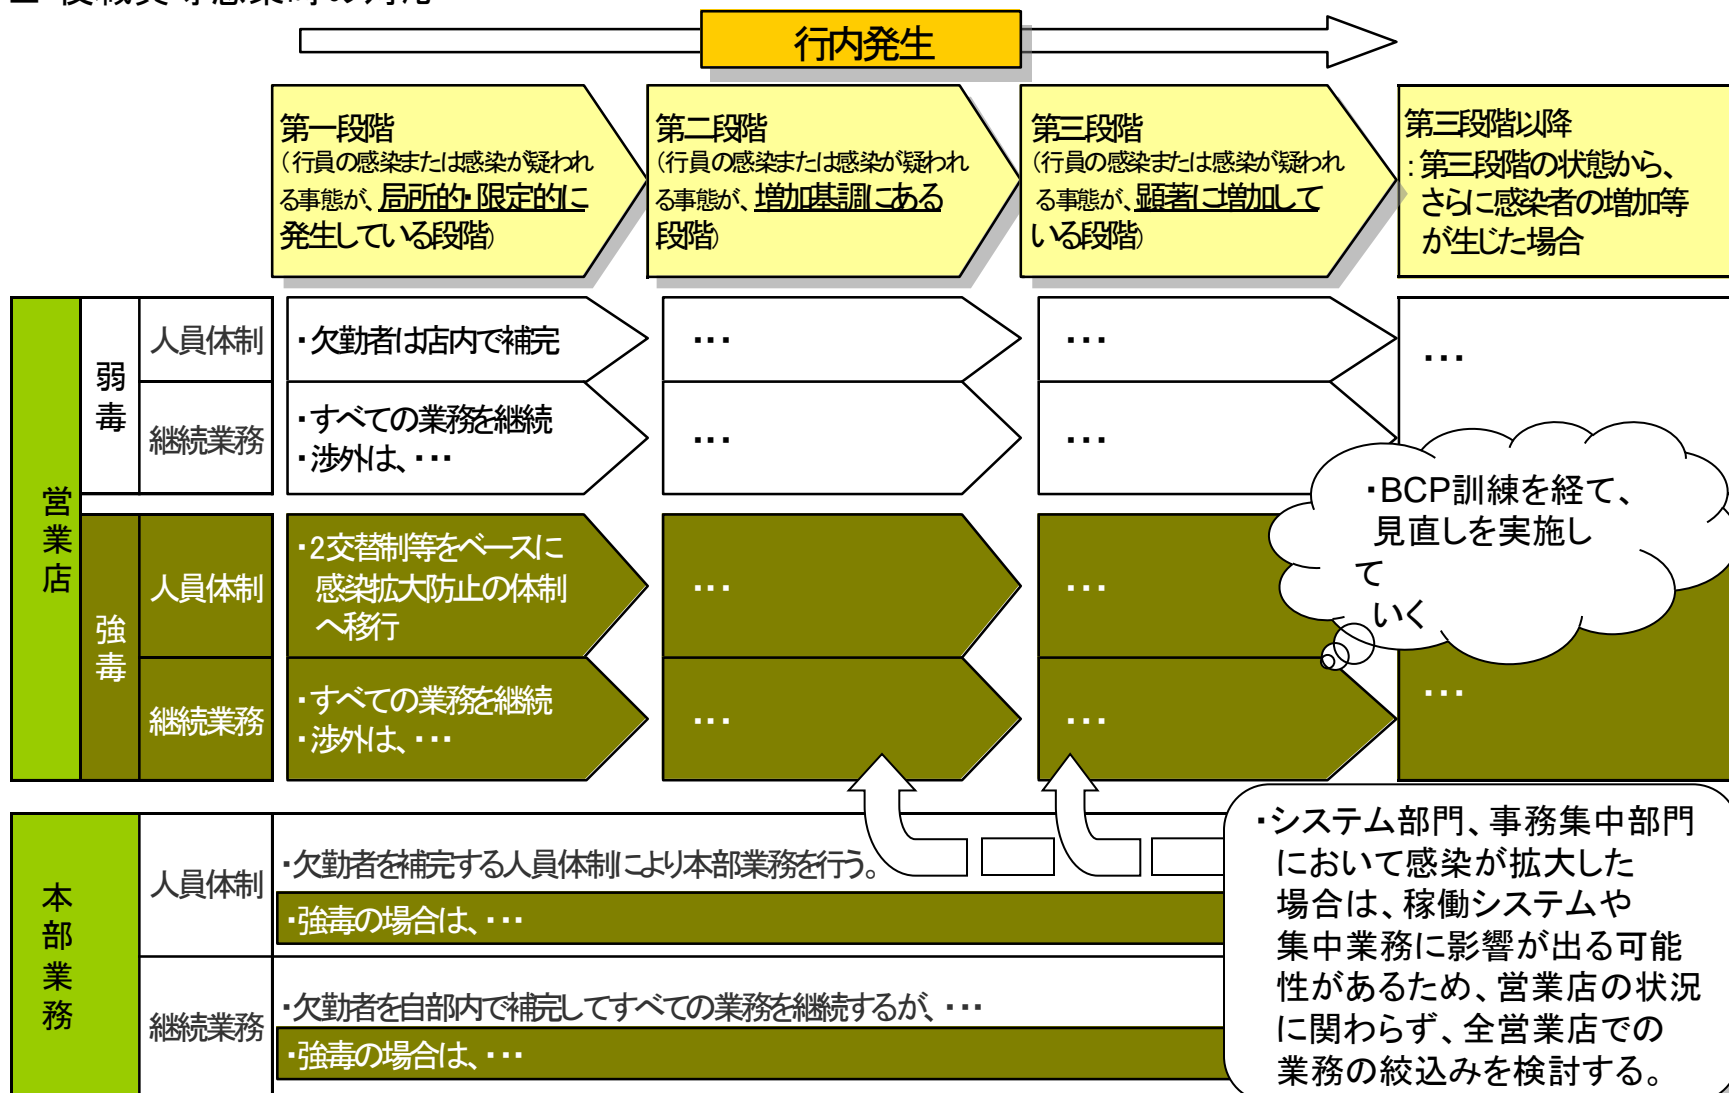 行内発生
第一段階
（行員の感染または感染が疑われ
る事態が、局所的・限定的に
発生している段階）
第二段階
（行員の感染または感染が疑われ
る事態が、増加基調にある
段階）
第三段階
（行員の感染または感染が疑われ
る事態が、顕著に増加して
いる段階）
第三段階以降
：第三段階の状態から、
さらに感染者の増加等
が生じた場合
営業店
弱毒
人員体制
・欠勤者は店内で補完
・・・
・・・
・・・
継続業務
・すべての業務を継続
・渉外は、・・・
・・・
・・・
・BCP訓練を経て、
見直しを実施し
て
いく
強毒
人員体制
・2交替制等をベースに
感染拡大防止の体制
へ移行
・・・
・・・
継続業務
・すべての業務を継続
・渉外は、・・・
・・・
・・・
・・・
本部業務
人員体制
・欠勤者を補完する人員体制により本部業務を行う。
・強毒の場合は、・・・
継続業務
・欠勤者を自部内で補完してすべての業務を継続するが、・・・
・強毒の場合は、・・・
・システム部門、事務集中部門
において感染が拡大した
場合は、稼働システムや
集中業務に影響が出る可能
性があるため、営業店の状況
に関わらず、全営業店での
業務の絞込みを検討する。